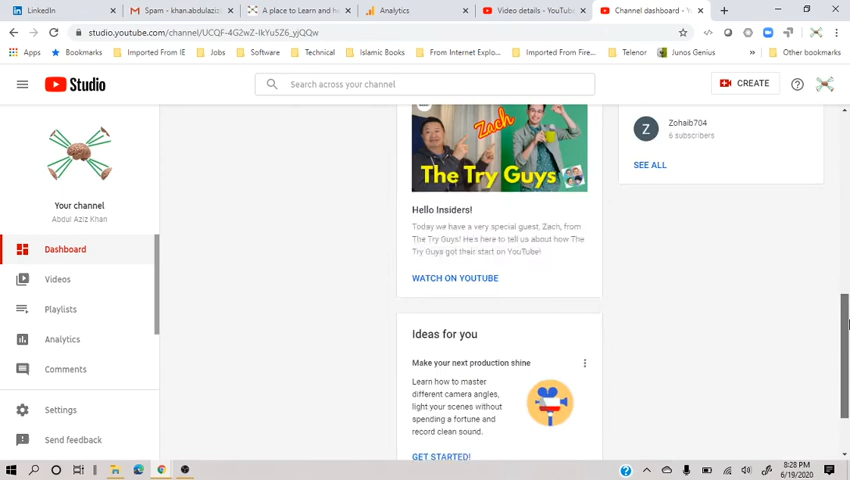 LinkedIn
Spam - khan.abdulaziz
A place to Learn and he
Analytics
Video details - YouTube
Channel dashboard - Y
studio.youtube.com/channel/UCQF-4G2wZ-IkYuSZ6_yjQQw
Apps
Bookmarks
Imported From IE
Jobs
Software
Technical
Islamic Books
From Internet Explo...
Imported From Fire...
Telenor
Junos Genius
»
Other bookmarks
Studio
Search across your channel
CREATE
Zach
The Try Guys
Z
Zohaib704
6 subscribers
SEE ALL
Your channel
Abdul Aziz Khan
Hello Insiders!
Today we have a very special guest, Zach, from
The Try Guys! He's here to tell us about how The
Try Guys got their start on YouTube!
WATCH ON YOUTUBE
Dashboard
Videos
Playlists
Analytics
Comments
Settings
Send feedback
Ideas for you
Make your next production shine
Learn how to master
different camera angles,
light your scenes without
spending a fortune and
record clean sound.
GET STARTED!
8:28 PM
6/19/2020